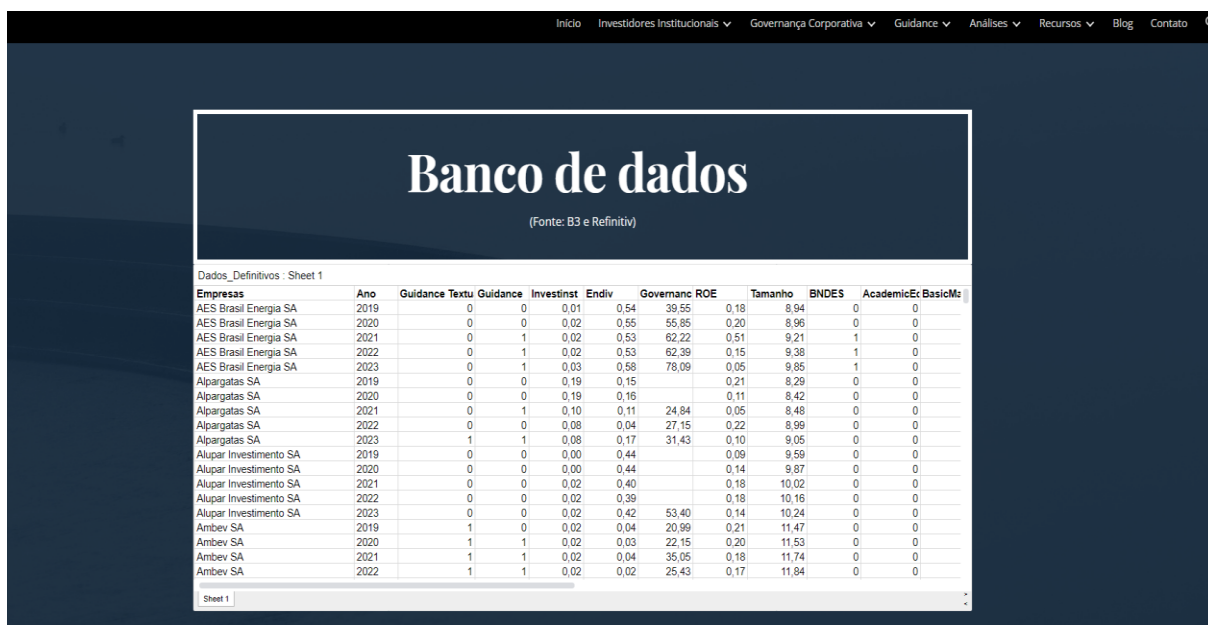 Início Investidores Institucionais Governança Corporativa Guidance Análises Recursos Blog Contato
Banco de dados
(Fonte: B3 e Refinitiv)
Dados_Definitivos : Sheet 1
Empresas Ano Guidance Textu Guidance Investinst Endiv Governanc ROE Tamanho BNDES AcademicEc BasicMa
AES Brasil Energia SA 2019 0 0 0,01 0,54 39,55 0,18 8,94 0 0
AES Brasil Energia SA 2020 0 0 0,02 0,55 55,85 0,20 8,96 0 0
AES Brasil Energia SA 2021 0 1 0,02 0,53 62,22 0,51 9,21 1 0
AES Brasil Energia SA 2022 0 1 0,02 0,53 62,39 0,15 9,38 1 0
AES Brasil Energia SA 2023 0 1 0,03 0,58 78,09 0,05 9,85 1 0
Alpargatas SA 2019 0 0 0,19 0,15 0,21 8,29 0 0
Alpargatas SA 2020 0 0 0,19 0,16 0,11 8,42 0 0
Alpargatas SA 2021 0 1 0,10 0,11 24,84 0,05 8,48 0 0
Alpargatas SA 2022 0 0 0,08 0,04 27,15 0,22 8,99 0 0
Alpargatas SA 2023 1 1 0,08 0,17 31,43 0,10 9,05 0 0
Alupar Investimento SA 2019 0 0 0,00 0,44 0,09 9,59 0 0
Alupar Investimento SA 2020 0 0 0,00 0,44 0,14 9,87 0 0
Alupar Investimento SA 2021 0 0 0,02 0,40 0,18 10,02 0 0
Alupar Investimento SA 2022 0 0 0,02 0,39 0,18 10,16 0 0
Alupar Investimento SA 2023 0 0 0,02 0,42 53,40 0,14 10,24 0 0
Ambev SA 2019 1 0 0,02 0,04 20,99 0,21 11,47 0 0
Ambev SA 2020 1 1 0,02 0,03 22,15 0,20 11,53 0 0
Ambev SA 2021 1 1 0,02 0,04 35,05 0,18 11,74 0 0
Ambev SA 2022 1 1 0,02 0,02 25,43 0,17 11,84 0 0
Sheet 1